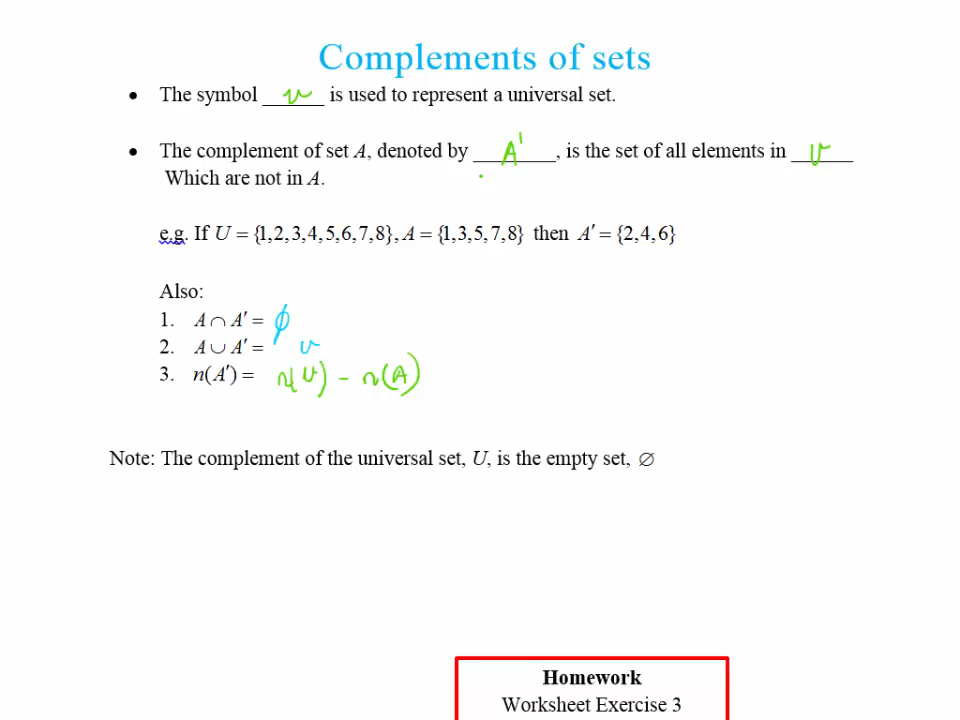 Complements of sets
• The symbol U is used to represent a universal set.
• The complement of set A, denoted by A', is the set of all elements in U
Which are not in A.
e.g. If U = {1,2,3,4,5,6,7,8}, A = {1,3,5,7,8} then A′ = {2,4,6}
Also:
1. A ∩ A′ = ϕ
2. A ∪ A′ = U
3. n(A′) = n(U) − n(A)
Note: The complement of the universal set, U, is the empty set, ∅
Homework
Worksheet Exercise 3